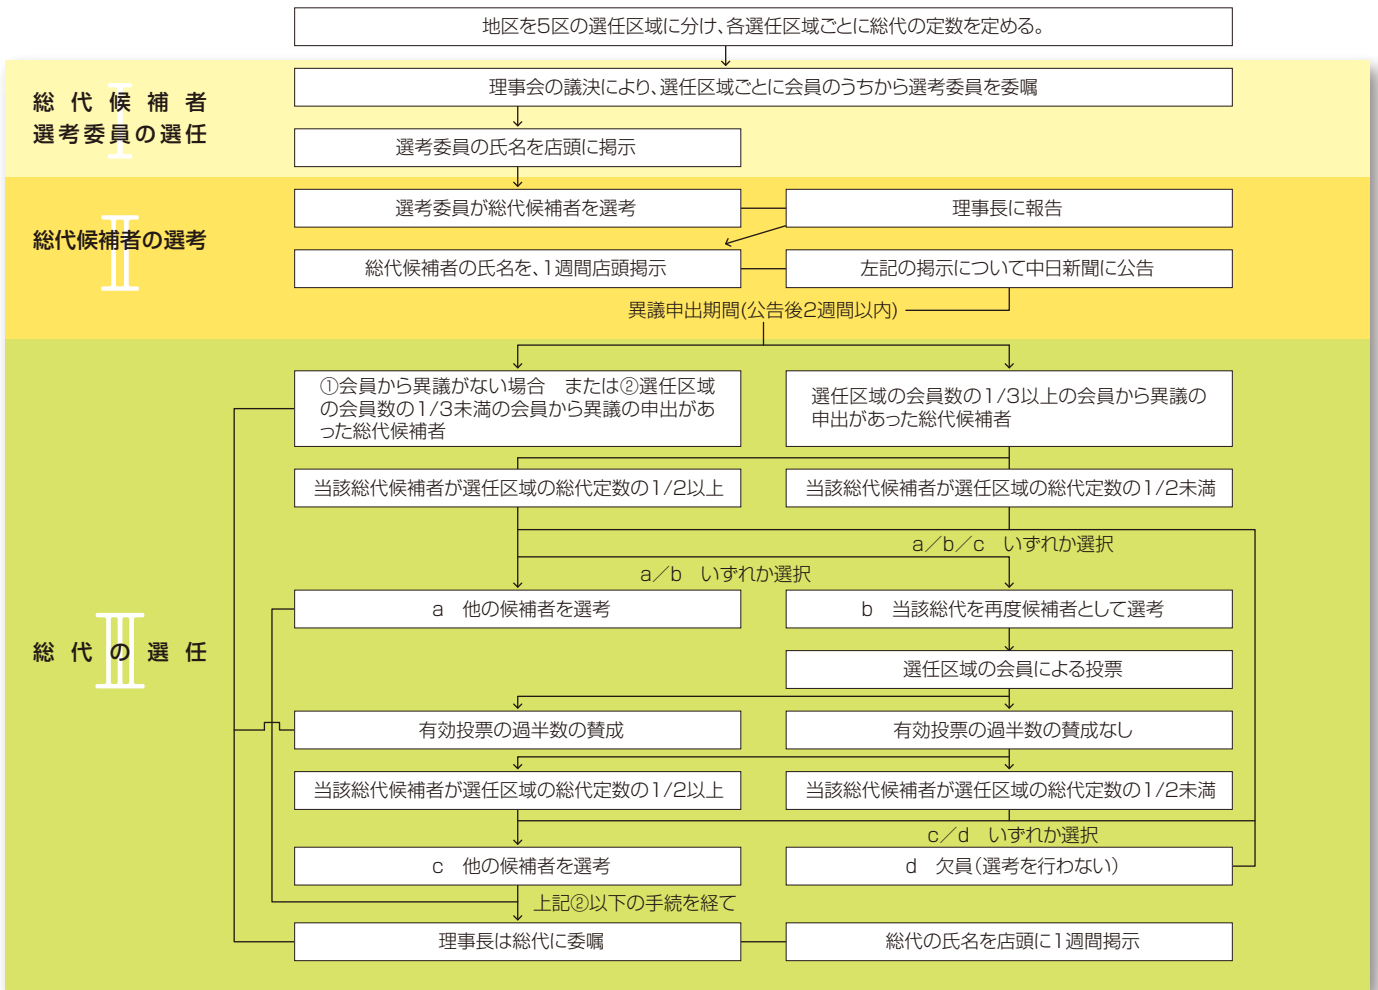 地区を5区の選任区域に分け、各選任区域ごとに総代の定数を定める。
I
総代候補者
選考委員の選任
理事会の議決により、選任区域ごとに会員のうちから選考委員を委嘱
選考委員の氏名を店頭に掲示
II
総代候補者の選考
選考委員が総代候補者を選考
理事長に報告
総代候補者の氏名を、1週間店頭掲示
左記の掲示について中日新聞に公告
異議申出期間(公告後2週間以内)
III
総代の選任
①会員から異議がない場合　または②選任区域
の会員数の1/3未満の会員から異議の申出があ
った総代候補者
選任区域の会員数の1/3以上の会員から異議の
申出があった総代候補者
当該総代候補者が選任区域の総代定数の1/2以上
当該総代候補者が選任区域の総代定数の1/2未満
a／b／c　いずれか選択
a／b　いずれか選択
a　他の候補者を選考
b　当該総代を再度候補者として選考
選任区域の会員による投票
有効投票の過半数の賛成
有効投票の過半数の賛成なし
当該総代候補者が選任区域の総代定数の1/2以上
当該総代候補者が選任区域の総代定数の1/2未満
c／d　いずれか選択
c　他の候補者を選考
d　欠員（選考を行わない）
上記②以下の手続を経て
理事長は総代に委嘱
総代の氏名を店頭に1週間掲示